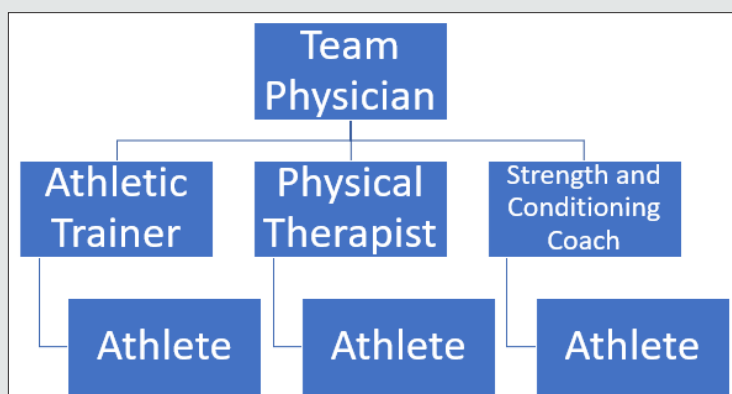 Team
Physician
Athletic
Trainer
Physical
Therapist
Strength and
Conditioning
Coach
Athlete
Athlete
Athlete